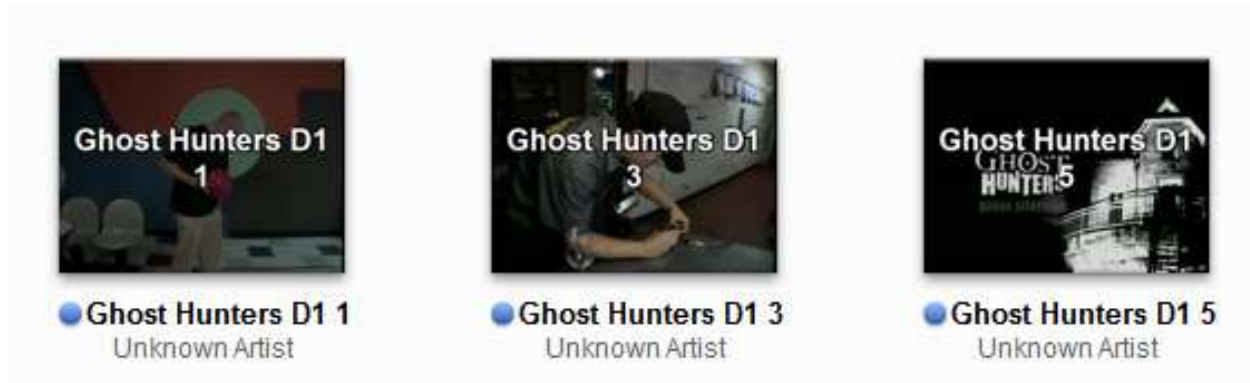 Ghost Hunters D1
1
Ghost Hunters D1 1
Unknown Artist
Ghost Hunters D1
3
Ghost Hunters D1 3
Unknown Artist
Ghost Hunters D1
5
GHOST
HUNTERS
Ghost Hunters D1 5
Unknown Artist